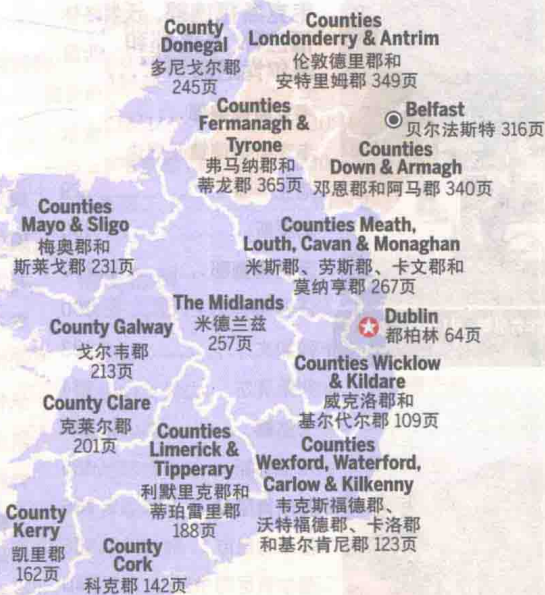 County
Donegal
多尼戈尔郡
245页
Counties
Londonderry & Antrim
伦敦德里郡和
安特里姆郡 349页
Counties
Fermanagh &
Tyrone
弗马纳郡和
蒂龙郡 365页
Belfast
贝尔法斯特 316页
Counties
Down & Armagh
邓恩郡和阿马郡 340页
Counties
Mayo & Sligo
梅奥郡和
斯莱戈郡 231页
Counties Meath,
Louth, Cavan & Monaghan
米斯郡、劳斯郡、卡文郡和
莫纳亨郡 267页
The Midlands
米德兰兹
257页
Dublin
都柏林 64页
County Galway
戈尔韦郡
213页
Counties Wicklow
& Kildare
威克洛郡和
基尔代尔郡 109页
County Clare
克莱尔郡
201页
Counties
Limerick &
Tipperary
利默里克郡和
蒂珀雷里郡
188页
Counties
Wexford, Waterford,
Carlow & Kilkenny
韦克斯福德郡、
沃特福德郡、卡洛郡
和基尔肯尼郡 123页
County
Kerry
凯里郡
162页
County
Cork
科克郡 142页